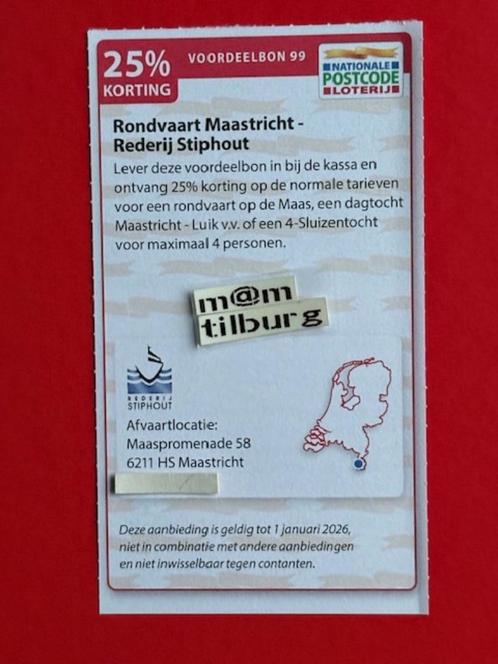 25%
KORTING
VOORDEELBON 99
NATIONALE
POSTCODE
LOTERIJ
Rondvaart Maastricht -
Rederij Stiphout
Lever deze voordeelbon in bij de kassa en
ontvang 25% korting op de normale tarieven
voor een rondvaart op de Maas, een dagtocht
Maastricht - Luik v.v. of een 4-Sluizentocht
voor maximaal 4 personen.
m@m
tilburg
REDERIJ
STIPHOUT
Afvaartlocatie:
Maaspromenade 58
6211 HS Maastricht
Deze aanbieding is geldig tot 1 januari 2026,
niet in combinatie met andere aanbiedingen
en niet inwisselbaar tegen contanten.